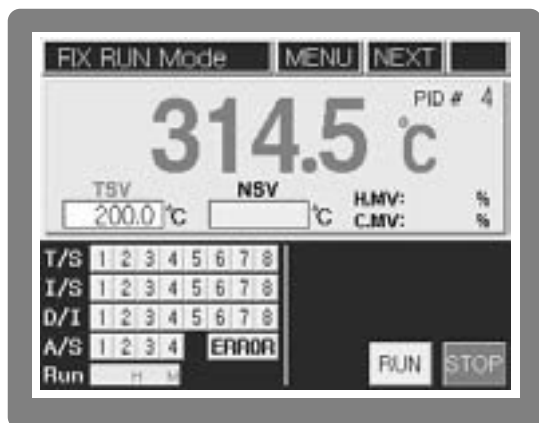 FIX RUN Mode MENU NEXT
PID # 4
314.5 °C
TSV NSV
200.0 °C °C
H.MV: %
C.MV: %
T/S 1 2 3 4 5 6 7 8
I/S 1 2 3 4 5 6 7 8
D/I 1 2 3 4 5 6 7 8
A/S 1 2 3 4 ERROR
Run H M
RUN STOP